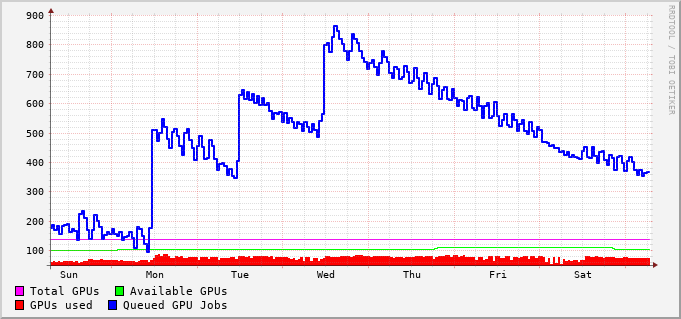 900
800
700
600
500
400
300
200
100
Sun Mon Tue Wed Thu Fri Sat
Total GPUs Available GPUs
GPUs used Queued GPU Jobs
RRDTOOL / TOBI OETIKER